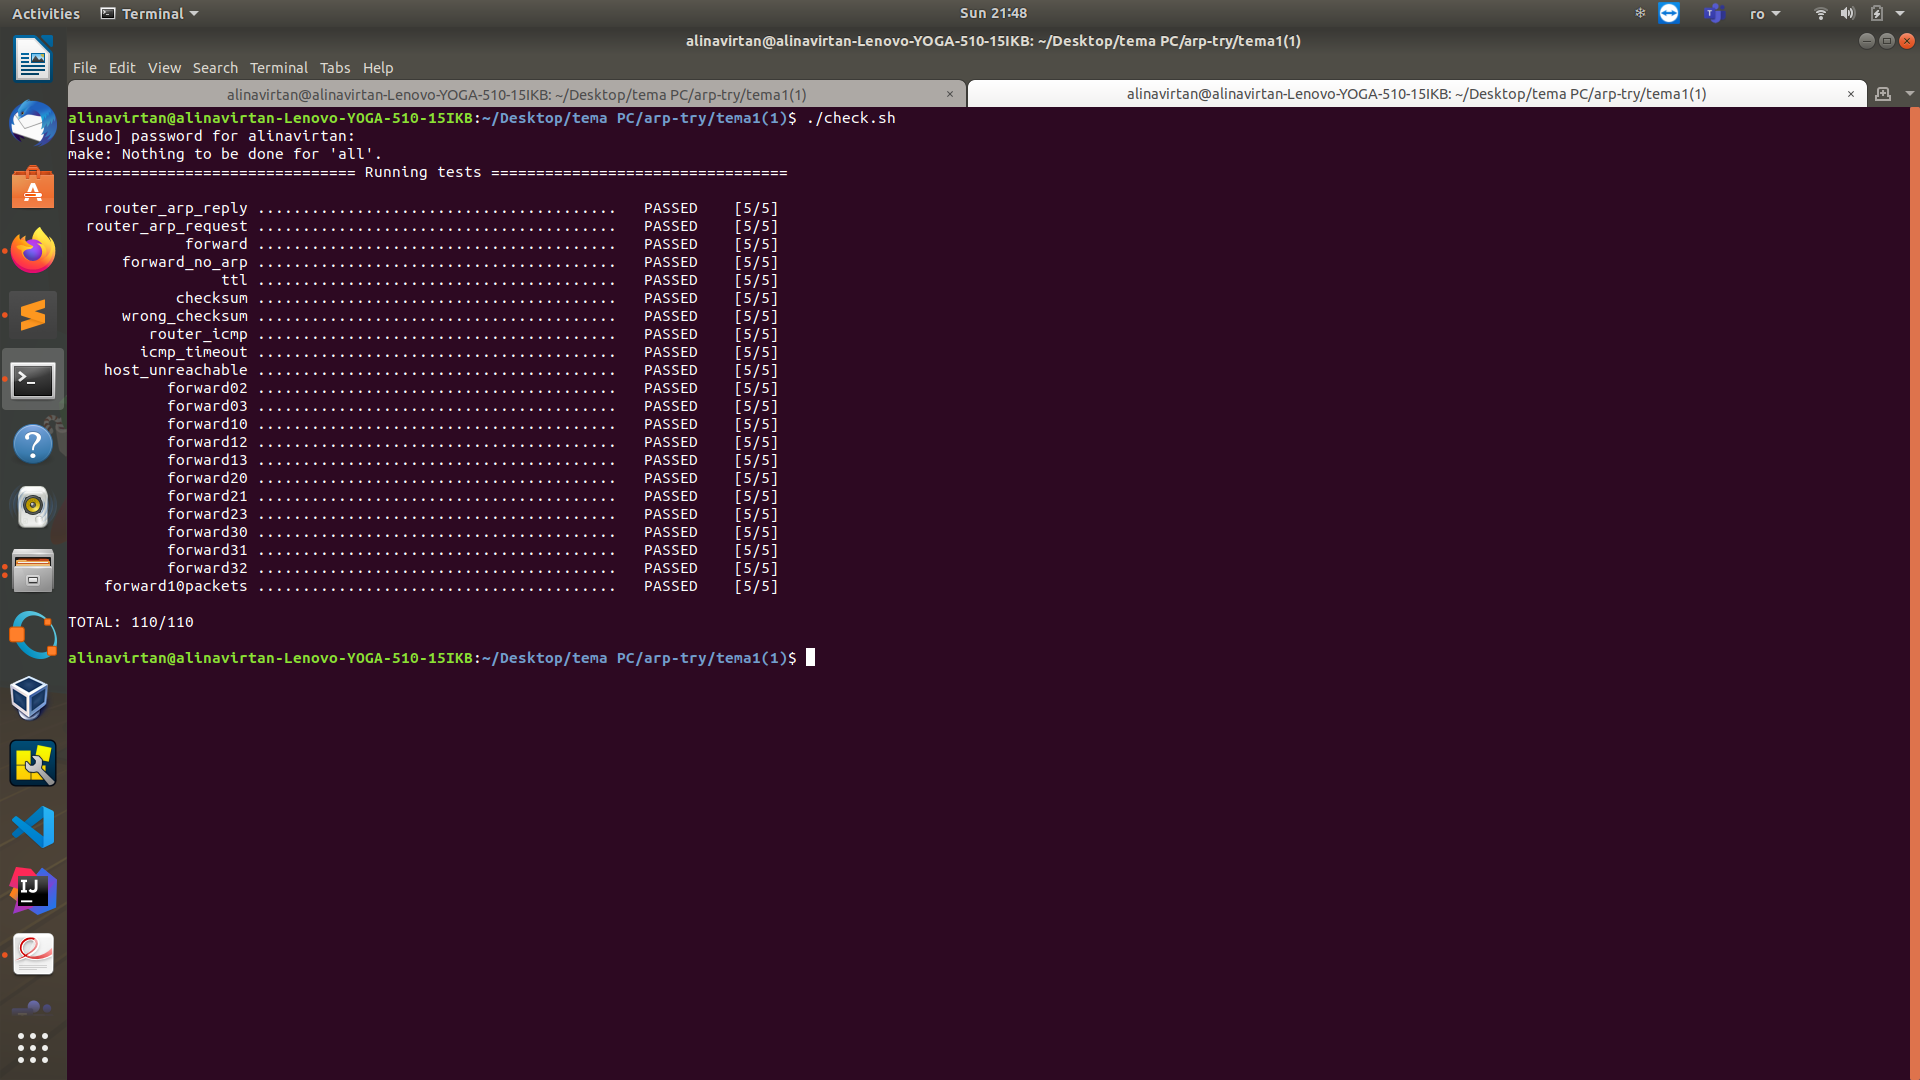 Activities Terminal Sun 21:48 ro
alinavirtan@alinavirtan-Lenovo-YOGA-510-15IKB: ~/Desktop/tema PC/arp-try/tema1(1)
File Edit View Search Terminal Tabs Help
alinavirtan@alinavirtan-Lenovo-YOGA-510-15IKB: ~/Desktop/tema PC/arp-try/tema1(1) × alinavirtan@alinavirtan-Lenovo-YOGA-510-15IKB: ~/Desktop/tema PC/arp-try/tema1(1) ×
alinavirtan@alinavirtan-Lenovo-YOGA-510-15IKB:~/Desktop/tema PC/arp-try/tema1(1)$ ./check.sh
[sudo] password for alinavirtan:
make: Nothing to be done for 'all'.
================================ Running tests =================================
router_arp_reply ........................................ PASSED [5/5]
router_arp_request ........................................ PASSED [5/5]
forward ........................................ PASSED [5/5]
forward_no_arp ........................................ PASSED [5/5]
ttl ........................................ PASSED [5/5]
checksum ........................................ PASSED [5/5]
wrong_checksum ........................................ PASSED [5/5]
router_icmp ........................................ PASSED [5/5]
icmp_timeout ........................................ PASSED [5/5]
host_unreachable ........................................ PASSED [5/5]
forward02 ........................................ PASSED [5/5]
forward03 ........................................ PASSED [5/5]
forward10 ........................................ PASSED [5/5]
forward12 ........................................ PASSED [5/5]
forward13 ........................................ PASSED [5/5]
forward20 ........................................ PASSED [5/5]
forward21 ........................................ PASSED [5/5]
forward23 ........................................ PASSED [5/5]
forward30 ........................................ PASSED [5/5]
forward31 ........................................ PASSED [5/5]
forward32 ........................................ PASSED [5/5]
forward10packets ........................................ PASSED [5/5]
TOTAL: 110/110
alinavirtan@alinavirtan-Lenovo-YOGA-510-15IKB:~/Desktop/tema PC/arp-try/tema1(1)$
IJ